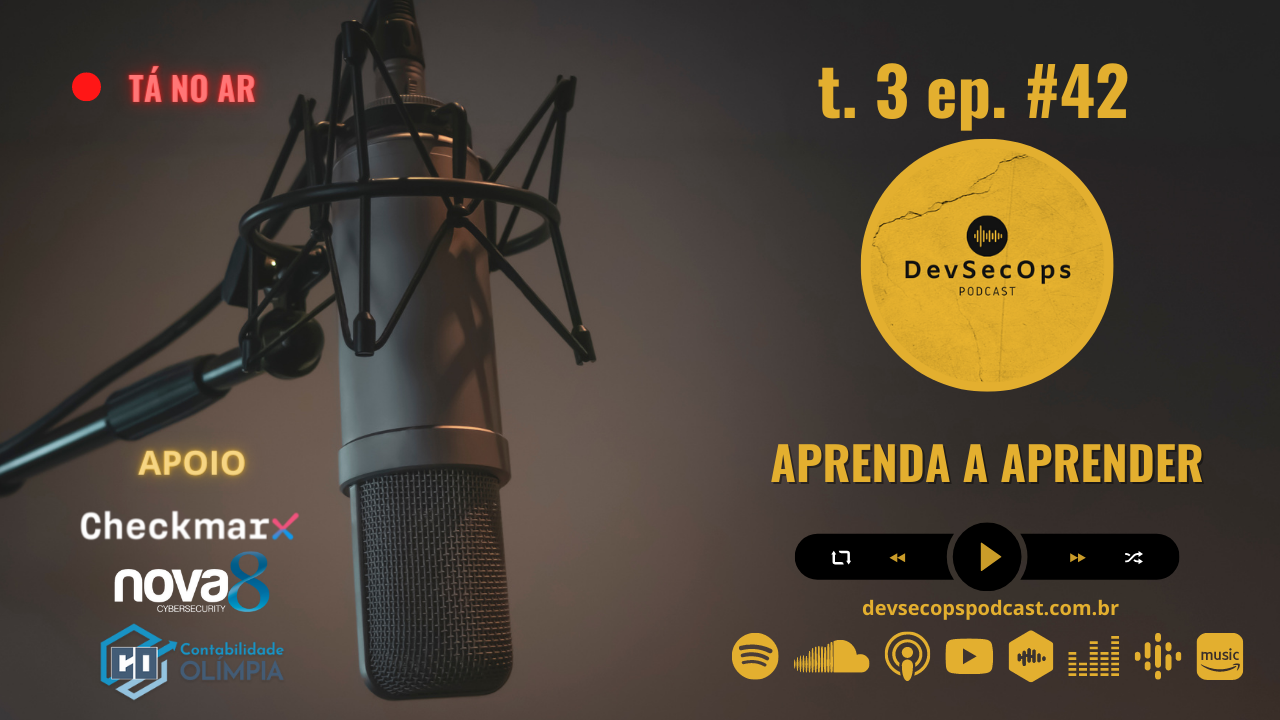 TÁ NO AR
t. 3 ep. #42
DevSecOps
PODCAST
APRENDA A APRENDER
devsecopspodcast.com.br
music
APOIO
Checkmarx
nova8
CYBERSECURITY
CO
Contabilidade
OLÍMPIA